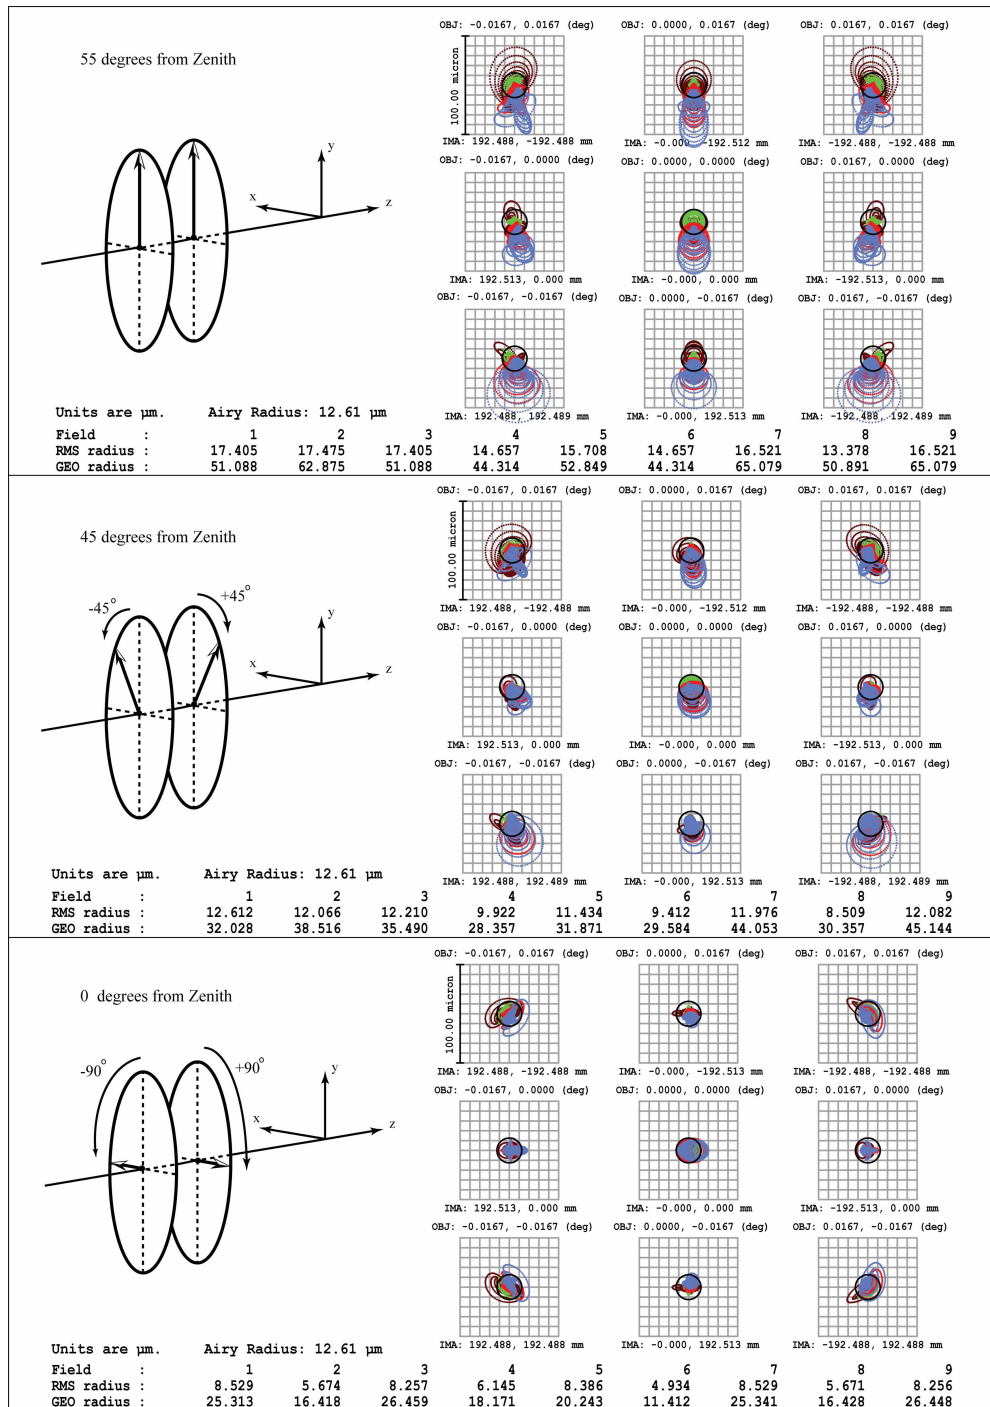 OBJ: -0.0167, 0.0167 (deg) OBJ: 0.0000, 0.0167 (deg) OBJ: 0.0167, 0.0167 (deg)
55 degrees from Zenith
100.00 micron
IMA: 192.488, -192.488 mm IMA: -0.000, -192.512 mm IMA: -192.488, -192.488 mm
OBJ: -0.0167, 0.0000 (deg) OBJ: 0.0000, 0.0000 (deg) OBJ: 0.0167, 0.0000 (deg)
y
x z
IMA: 192.513, 0.000 mm IMA: -0.000, 0.000 mm IMA: -192.513, 0.000 mm
OBJ: -0.0167, -0.0167 (deg) OBJ: 0.0000, -0.0167 (deg) OBJ: 0.0167, -0.0167 (deg)
Units are µm. Airy Radius: 12.61 µm
IMA: 192.488, 192.489 mm IMA: -0.000, 192.513 mm IMA: -192.488, 192.489 mm
Field : 1 2 3 4 5 6 7 8 9
RMS radius : 17.405 17.475 17.405 14.657 15.708 14.657 16.521 13.378 16.521
GEO radius : 51.088 62.875 51.088 44.314 52.849 44.314 65.079 50.891 65.079
OBJ: -0.0167, 0.0167 (deg) OBJ: 0.0000, 0.0167 (deg) OBJ: 0.0167, 0.0167 (deg)
45 degrees from Zenith
100.00 micron
-45° +45°
IMA: 192.488, -192.488 mm IMA: -0.000, -192.512 mm IMA: -192.488, -192.488 mm
OBJ: -0.0167, 0.0000 (deg) OBJ: 0.0000, 0.0000 (deg) OBJ: 0.0167, 0.0000 (deg)
y
x z
IMA: 192.513, 0.000 mm IMA: -0.000, 0.000 mm IMA: -192.513, 0.000 mm
OBJ: -0.0167, -0.0167 (deg) OBJ: 0.0000, -0.0167 (deg) OBJ: 0.0167, -0.0167 (deg)
Units are µm. Airy Radius: 12.61 µm
IMA: 192.488, 192.489 mm IMA: -0.000, 192.513 mm IMA: -192.488, 192.489 mm
Field : 1 2 3 4 5 6 7 8 9
RMS radius : 12.612 12.066 12.210 9.922 11.434 9.412 11.976 8.509 12.082
GEO radius : 32.028 38.516 35.490 28.357 31.871 29.584 44.053 30.357 45.144
OBJ: -0.0167, 0.0167 (deg) OBJ: 0.0000, 0.0167 (deg) OBJ: 0.0167, 0.0167 (deg)
0 degrees from Zenith
100.00 micron
-90° +90°
IMA: 192.488, -192.488 mm IMA: -0.000, -192.513 mm IMA: -192.488, -192.488 mm
OBJ: -0.0167, 0.0000 (deg) OBJ: 0.0000, 0.0000 (deg) OBJ: 0.0167, 0.0000 (deg)
y
x z
IMA: 192.513, 0.000 mm IMA: -0.000, 0.000 mm IMA: -192.513, 0.000 mm
OBJ: -0.0167, -0.0167 (deg) OBJ: 0.0000, -0.0167 (deg) OBJ: 0.0167, -0.0167 (deg)
Units are µm. Airy Radius: 12.61 µm
IMA: 192.488, 192.488 mm IMA: -0.000, 192.513 mm IMA: -192.488, 192.488 mm
Field : 1 2 3 4 5 6 7 8 9
RMS radius : 8.529 5.674 8.257 6.145 8.386 4.934 8.529 5.671 8.256
GEO radius : 25.313 16.418 26.459 18.171 20.243 11.412 25.341 16.428 26.448